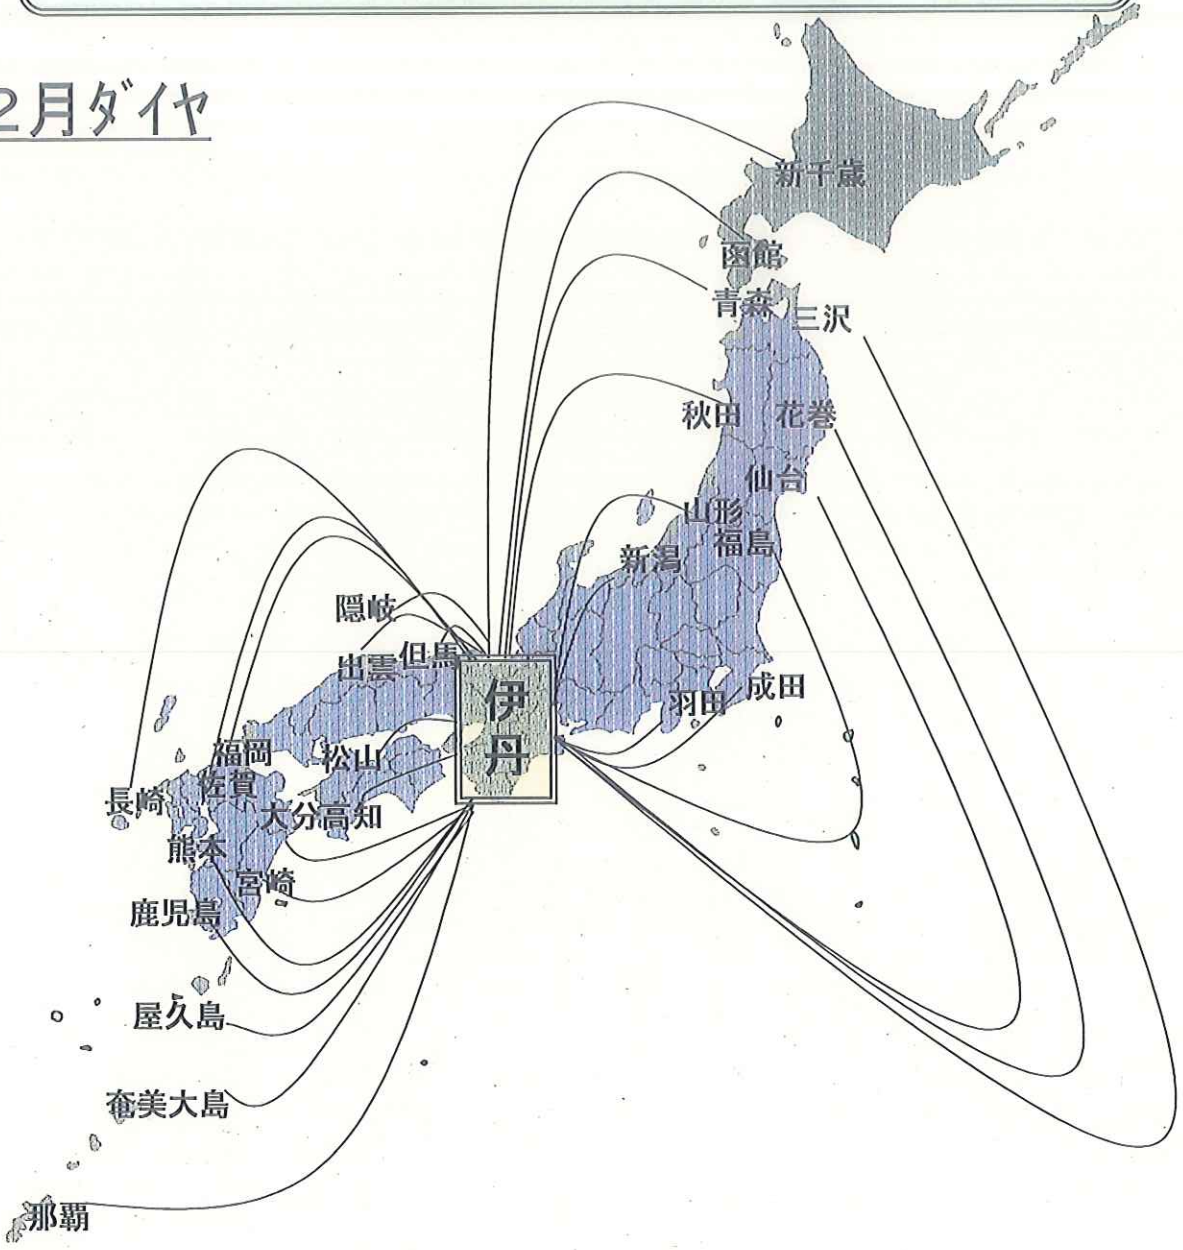 2月ダイヤ
新千歳
函館
青森
三沢
秋田
花巻
仙台
山形
福島
新潟
隠岐
出雲
但馬
伊丹
成田
羽田
福岡
松山
佐賀
長崎
大分
高知
熊本
宮崎
鹿児島
屋久島
奄美大島
那覇